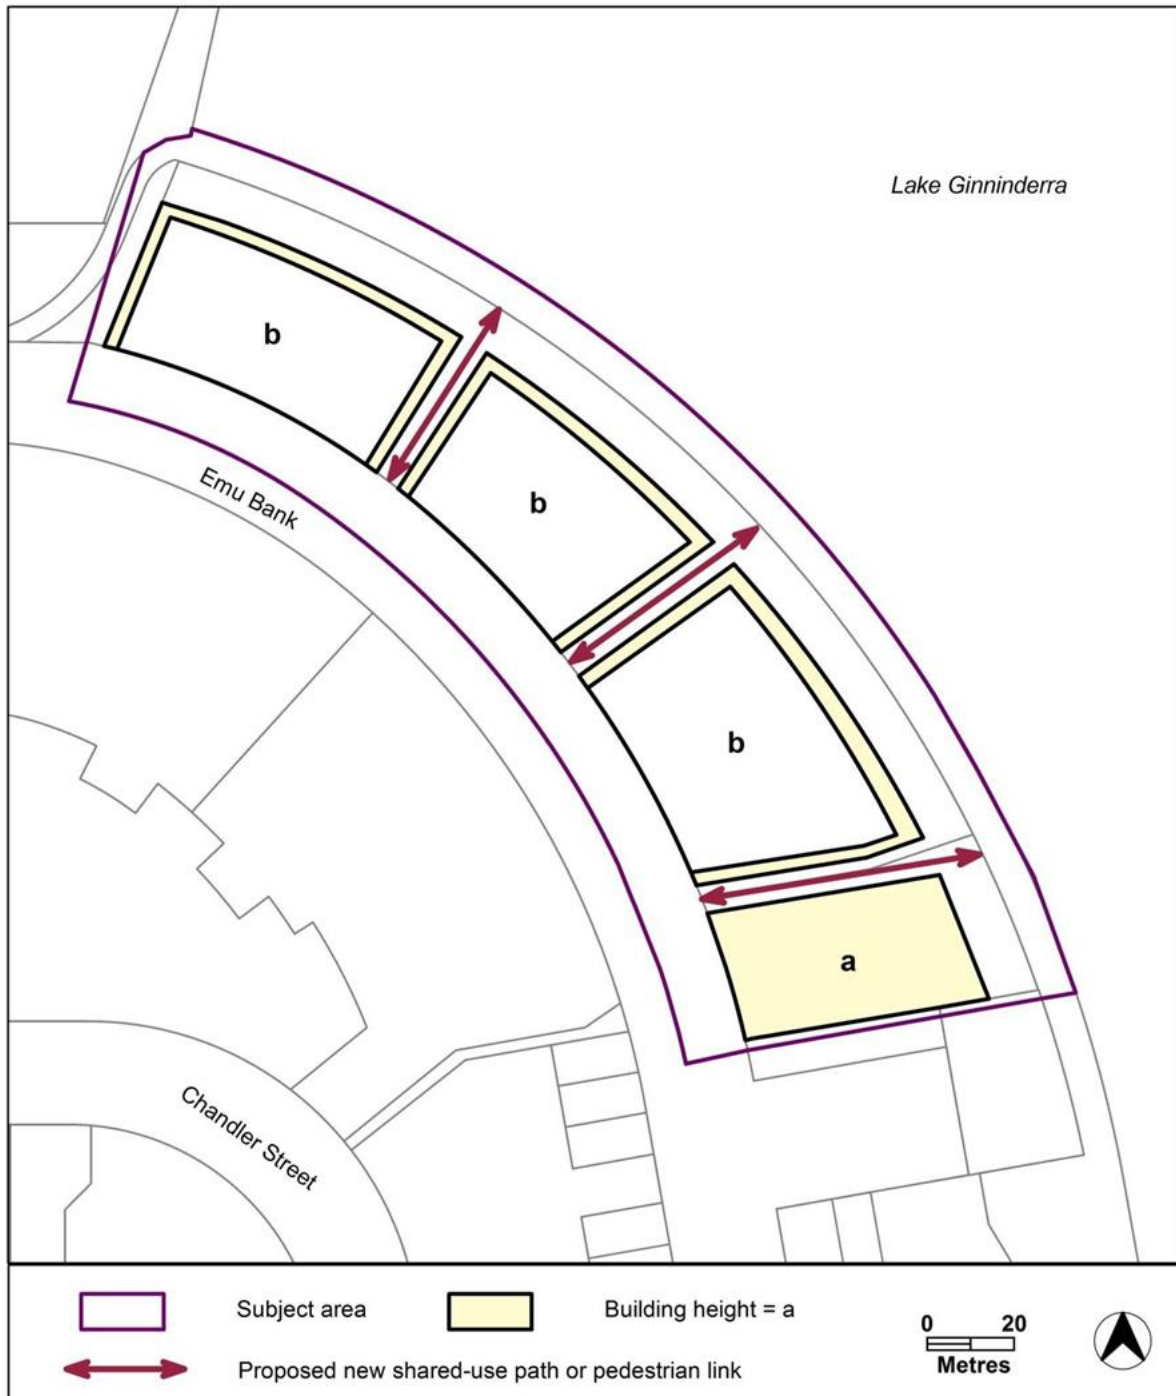 Lake Ginninderra
b
b
Emu Bank
b
a
Chandler Street
Subject area
Building height = a
0 20
Metres
Proposed new shared-use path or pedestrian link